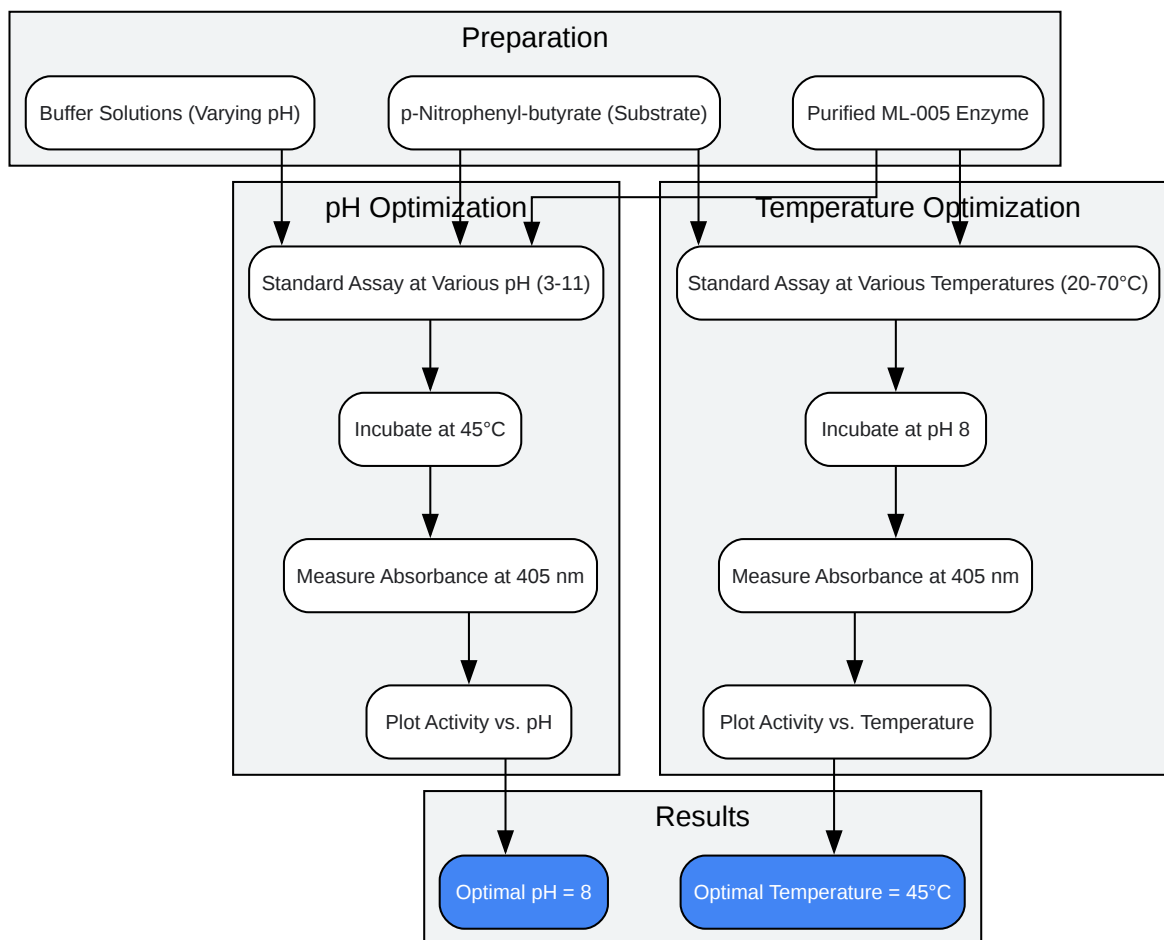 Preparation
Buffer Solutions (Varying pH)
p-Nitrophenyl-butyrate (Substrate)
Purified ML-005 Enzyme
pH Optimization
Temperature Optimization
Standard Assay at Various pH (3-11)
Standard Assay at Various Temperatures (20-70°C)
Incubate at 45°C
Incubate at pH 8
Measure Absorbance at 405 nm
Measure Absorbance at 405 nm
Plot Activity vs. pH
Plot Activity vs. Temperature
Results
Optimal pH = 8
Optimal Temperature = 45°C